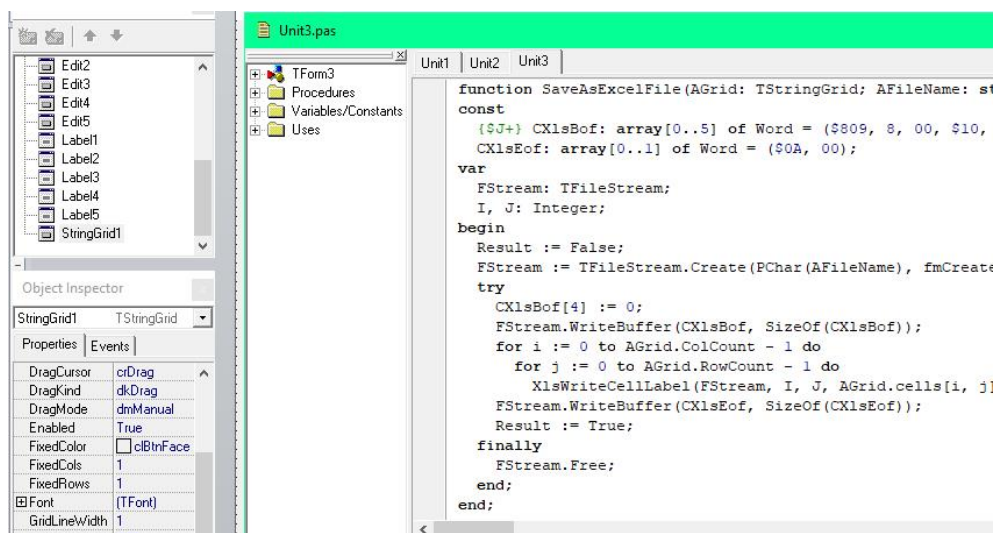 Edit2
Edit3
Edit4
Edit5
Label1
Label2
Label3
Label4
Label5
StringGrid1
Object Inspector
StringGrid1 TStringGrid
Properties Events
DragCursor crDrag
DragKind dkDrag
DragMode dmManual
Enabled True
FixedColor clBtnFace
FixedCols 1
FixedRows 1
Font (TFont)
GridLineWidth 1
Unit3.pas
TForm3
Procedures
Variables/Constants
Uses
Unit1 Unit2 Unit3
function SaveAsExcelFile(AGrid: TStringGrid; AFileName: st
const
{$J+} CXlsBof: array[0..5] of Word = ($809, 8, 00, $10,
CXlsEof: array[0..1] of Word = ($0A, 00);
var
FStream: TFileStream;
I, J: Integer;
begin
Result := False;
FStream := TFileStream.Create(PChar(AFileName), fmCreate
try
CXlsBof[4] := 0;
FStream.WriteBuffer(CXlsBof, SizeOf(CXlsBof));
for i := 0 to AGrid.ColCount - 1 do
for j := 0 to AGrid.RowCount - 1 do
XlsWriteCellLabel(FStream, I, J, AGrid.cells[i, j]
FStream.WriteBuffer(CXlsEof, SizeOf(CXlsEof));
Result := True;
finally
FStream.Free;
end;
end;